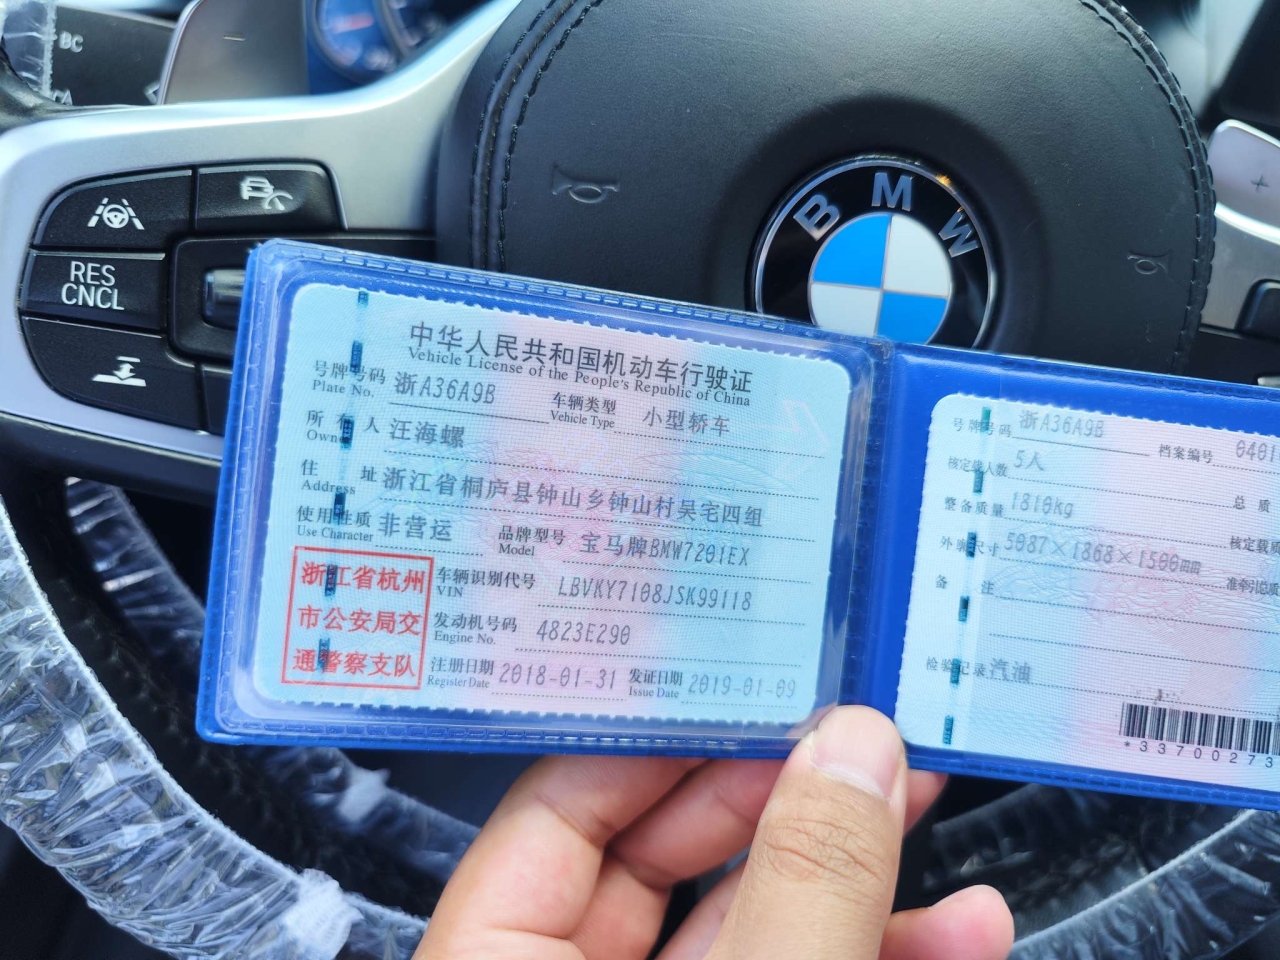 BC
RES
CNCL
BMW
中华人民共和国机动车行驶证
Vehicle License of the People's Republic of China
号牌号码 浙A36A9B 车辆类型 小型轿车
Plate No. Vehicle Type
所有人 汪海螺
Owner
住址 浙江省桐庐县钟山乡钟山村吴宅四组
Address
使用性质 非营运 品牌型号 宝马牌BMW7201EX
Use Character Model
浙江省杭州
市公安局交
通警察支队
车辆识别代号 LBVKY7108JSK99118
VIN
发动机号码 4823E290
Engine No.
注册日期 2018-01-31 发证日期 2019-01-09
Register Date Issue Date
号牌号码 浙A36A9B 档案编号
核定载人数 5人
整备质量 1810kg 总质
外廓尺寸 5087×1868×1500mm 核定载质
备注 准牵引总质
检验记录 汽油
*33700273